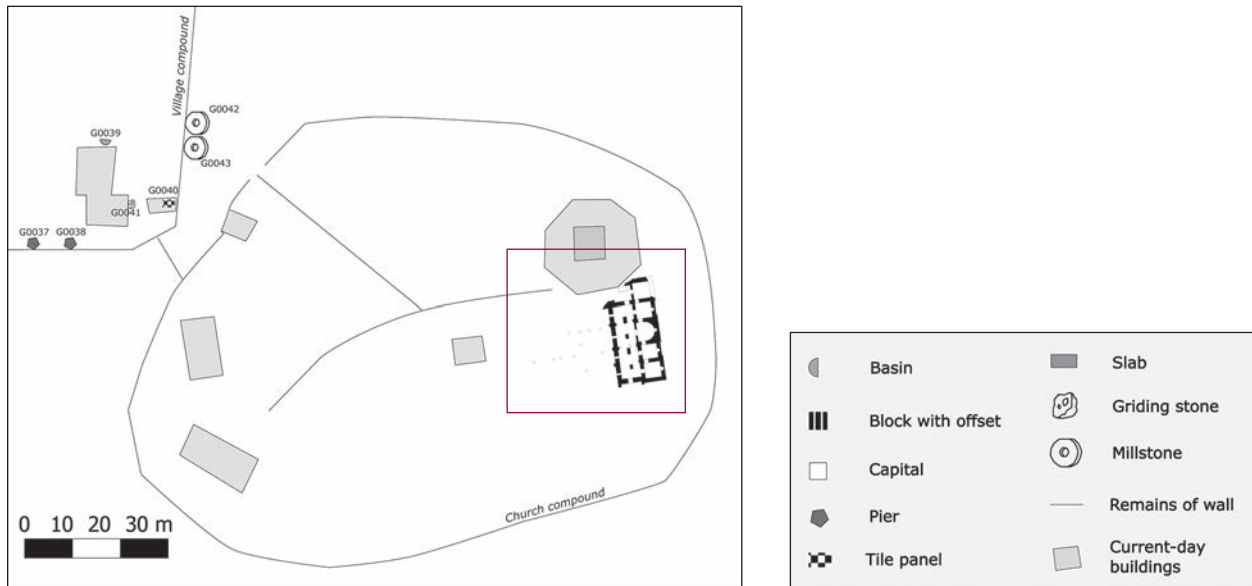 Village compound
G0042
G0039
G0043
G0040
G0041
G0037
G0038
Church compound
0 10 20 30 m
Basin
Block with offset
Capital
Pier
Tile panel
Slab
Griding stone
Millstone
Remains of wall
Current-day
buildings